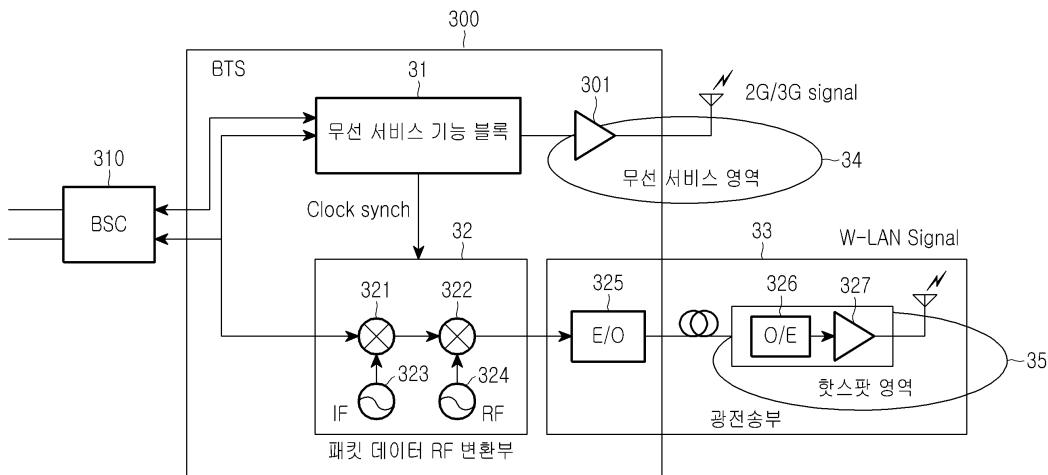 300
BTS
31
무선 서비스 기능 블록
301
2G/3G signal
34
무선 서비스 영역
310
BSC
Clock synch
32
33
W-LAN Signal
321
322
325
326
327
E/O
O/E
323
324
IF
RF
35
핫스팟 영역
광전송부
패킷 데이터 RF 변환부